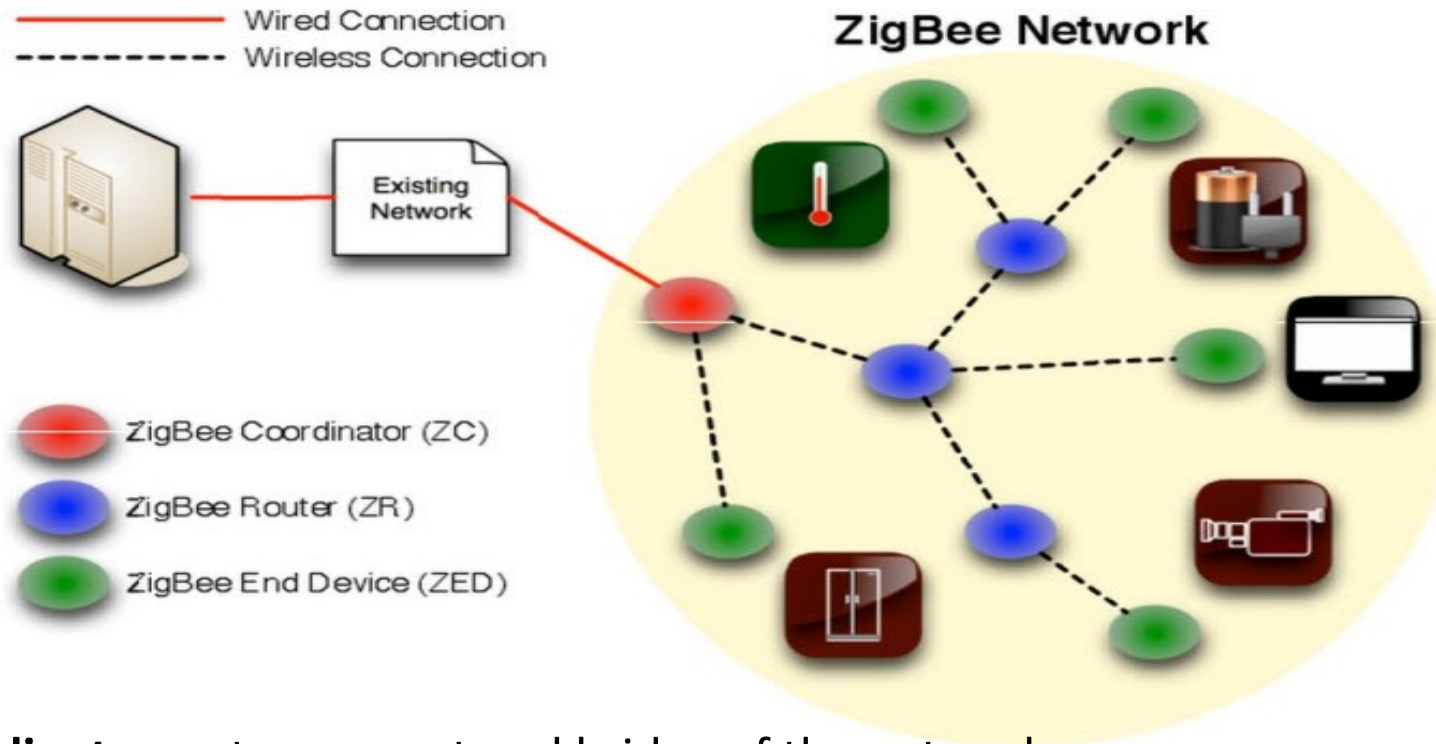 Wired Connection
Wireless Connection
ZigBee Network
Existing
Network
ZigBee Coordinator (ZC)
ZigBee Router (ZR)
ZigBee End Device (ZED)